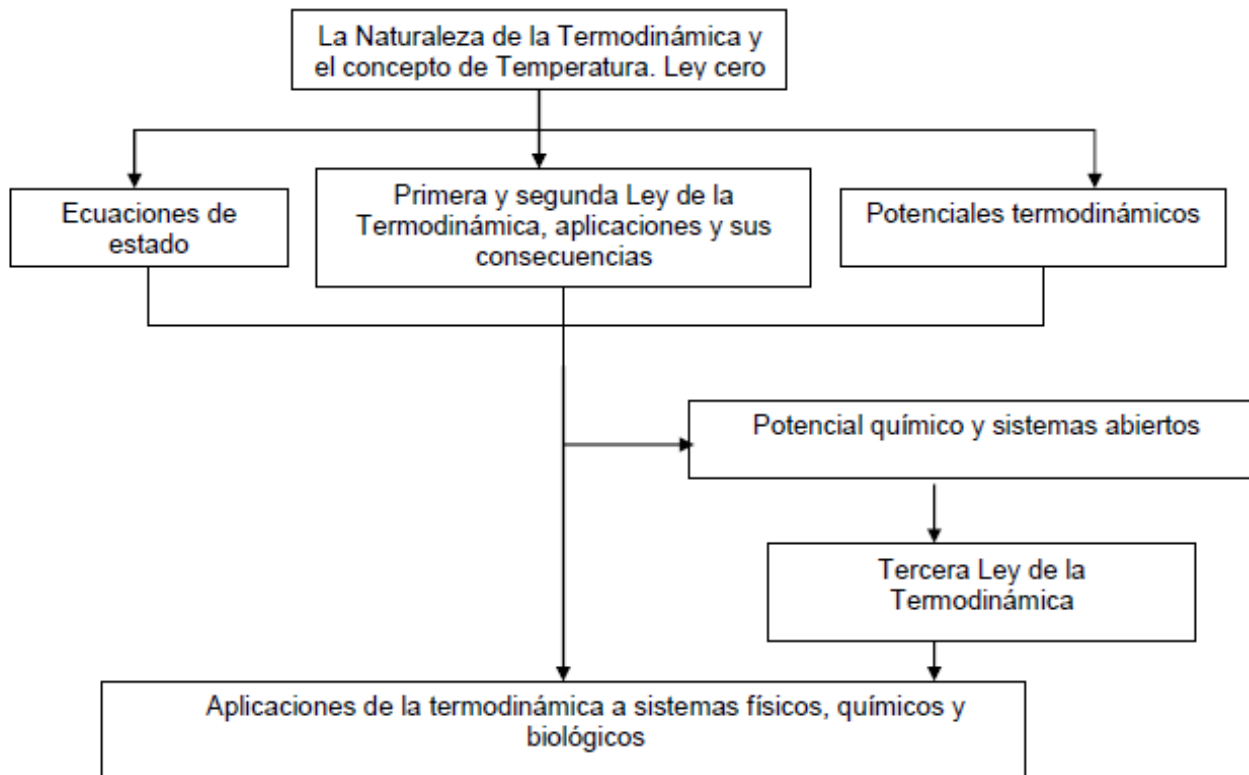 La Naturaleza de la Termodinámica y
el concepto de Temperatura. Ley cero
Ecuaciones de
estado
Primera y segunda Ley de la
Termodinámica, aplicaciones y sus
consecuencias
Potenciales termodinámicos
Potencial químico y sistemas abiertos
Tercera Ley de la
Termodinámica
Aplicaciones de la termodinámica a sistemas físicos, químicos y
biológicos